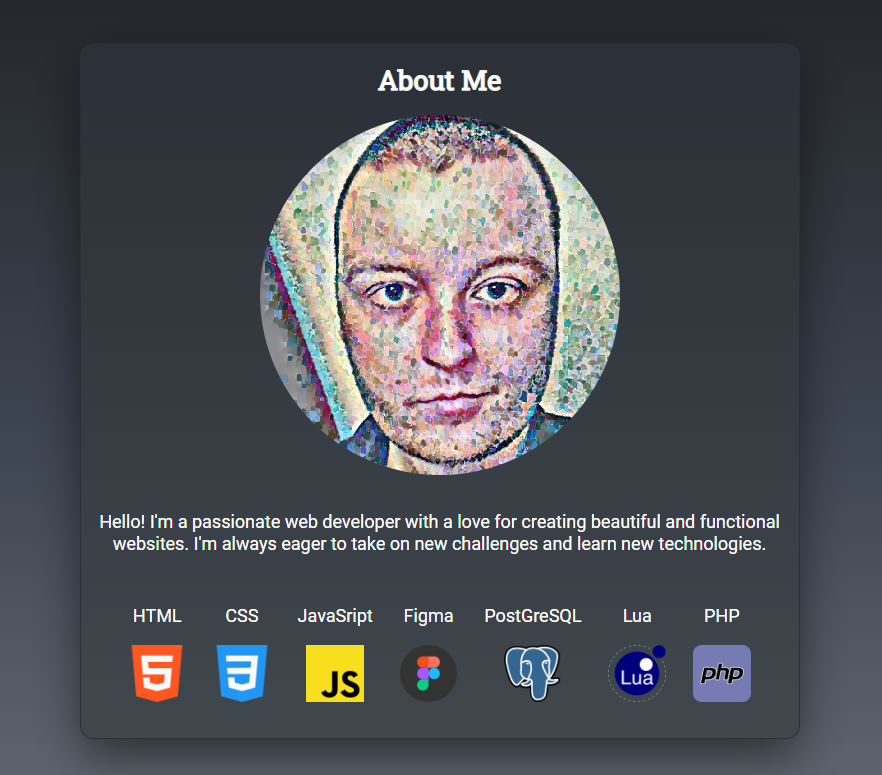 About Me
Hello! I'm a passionate web developer with a love for creating beautiful and functional
websites. I'm always eager to take on new challenges and learn new technologies.
HTML CSS JavaSript Figma PostGreSQL Lua PHP
5 3 JS Lua php